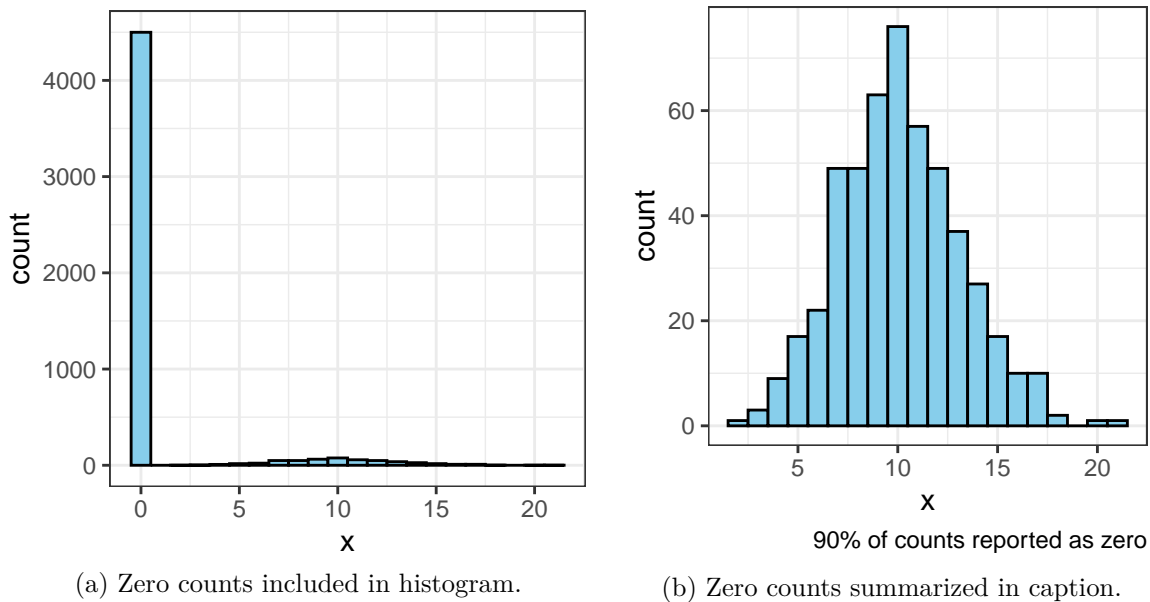 4000
3000
2000
1000
0
count
0 5 10 15 20
x
(a) Zero counts included in histogram.
60
40
20
0
count
5 10 15 20
x
90% of counts reported as zero
(b) Zero counts summarized in caption.